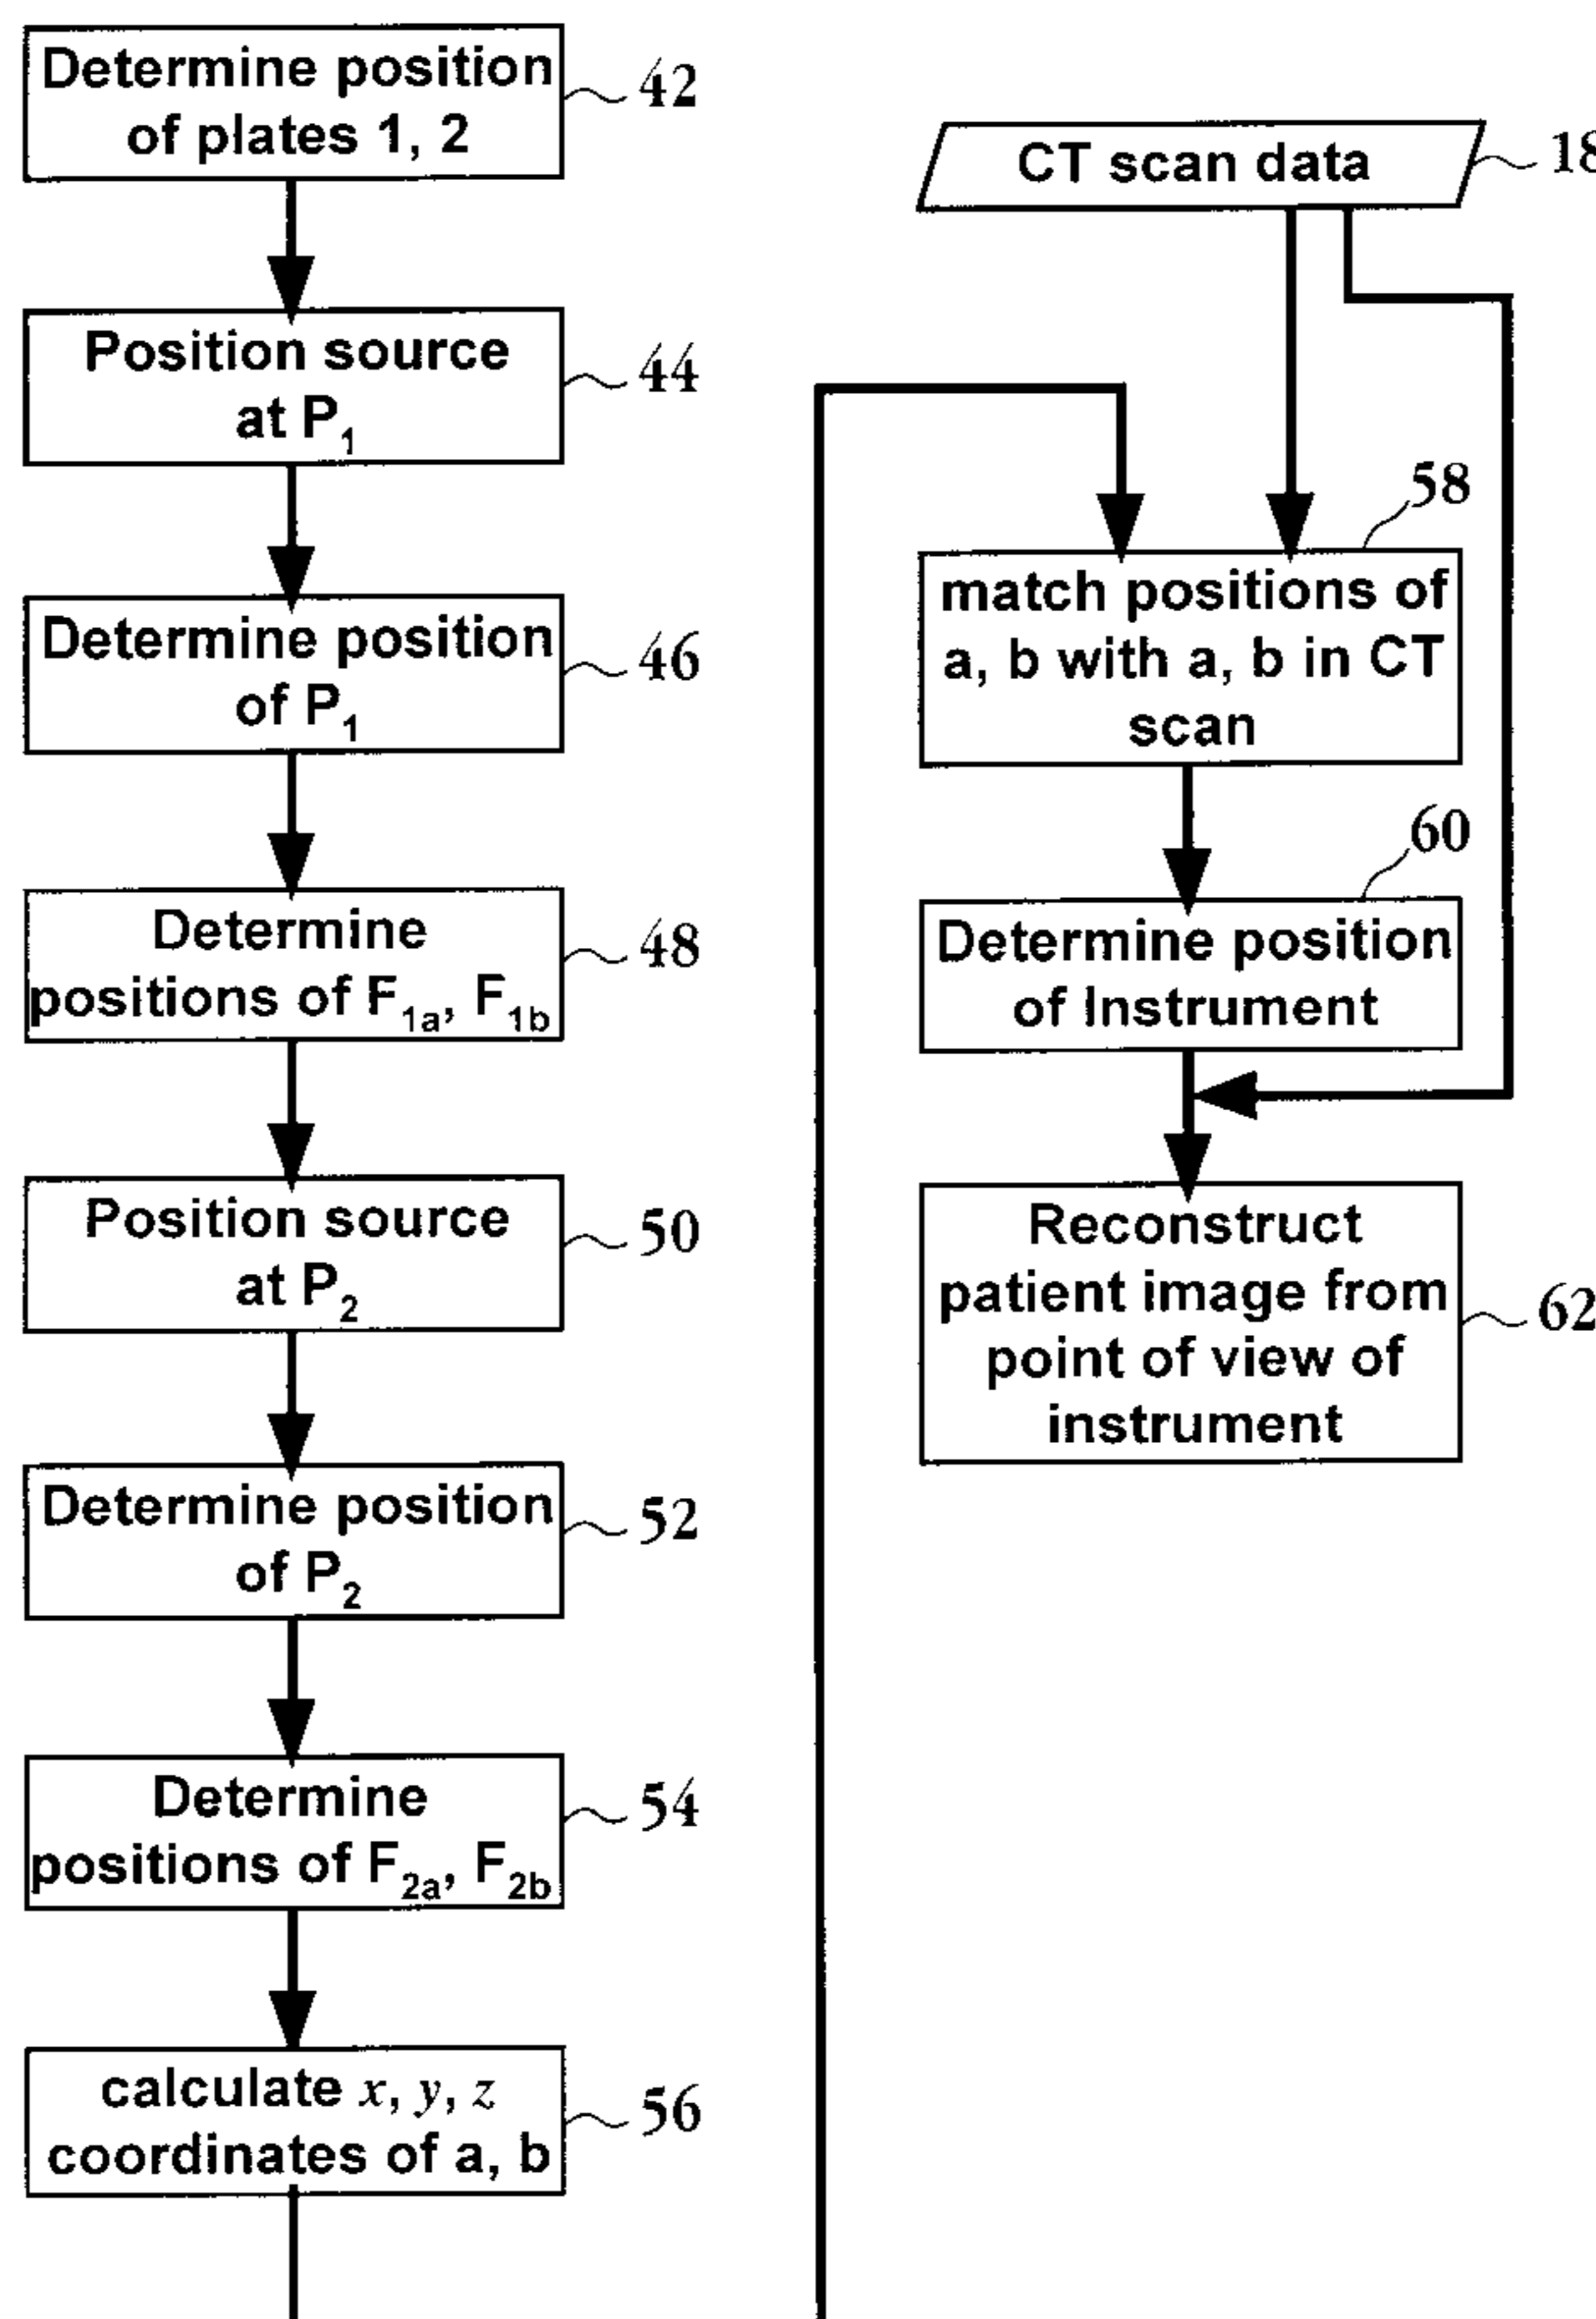 Determine position
of plates 1, 2
42
Position source
at P1
44
Determine position
of P1
46
Determine
positions of F1a, F1b
48
Position source
at P2
50
Determine position
of P2
52
Determine
positions of F2a, F2b
54
calculate x, y, z
coordinates of a, b
56
CT scan data
18
match positions of
a, b with a, b in CT
scan
58
Determine position
of Instrument
60
Reconstruct
patient image from
point of view of
instrument
62